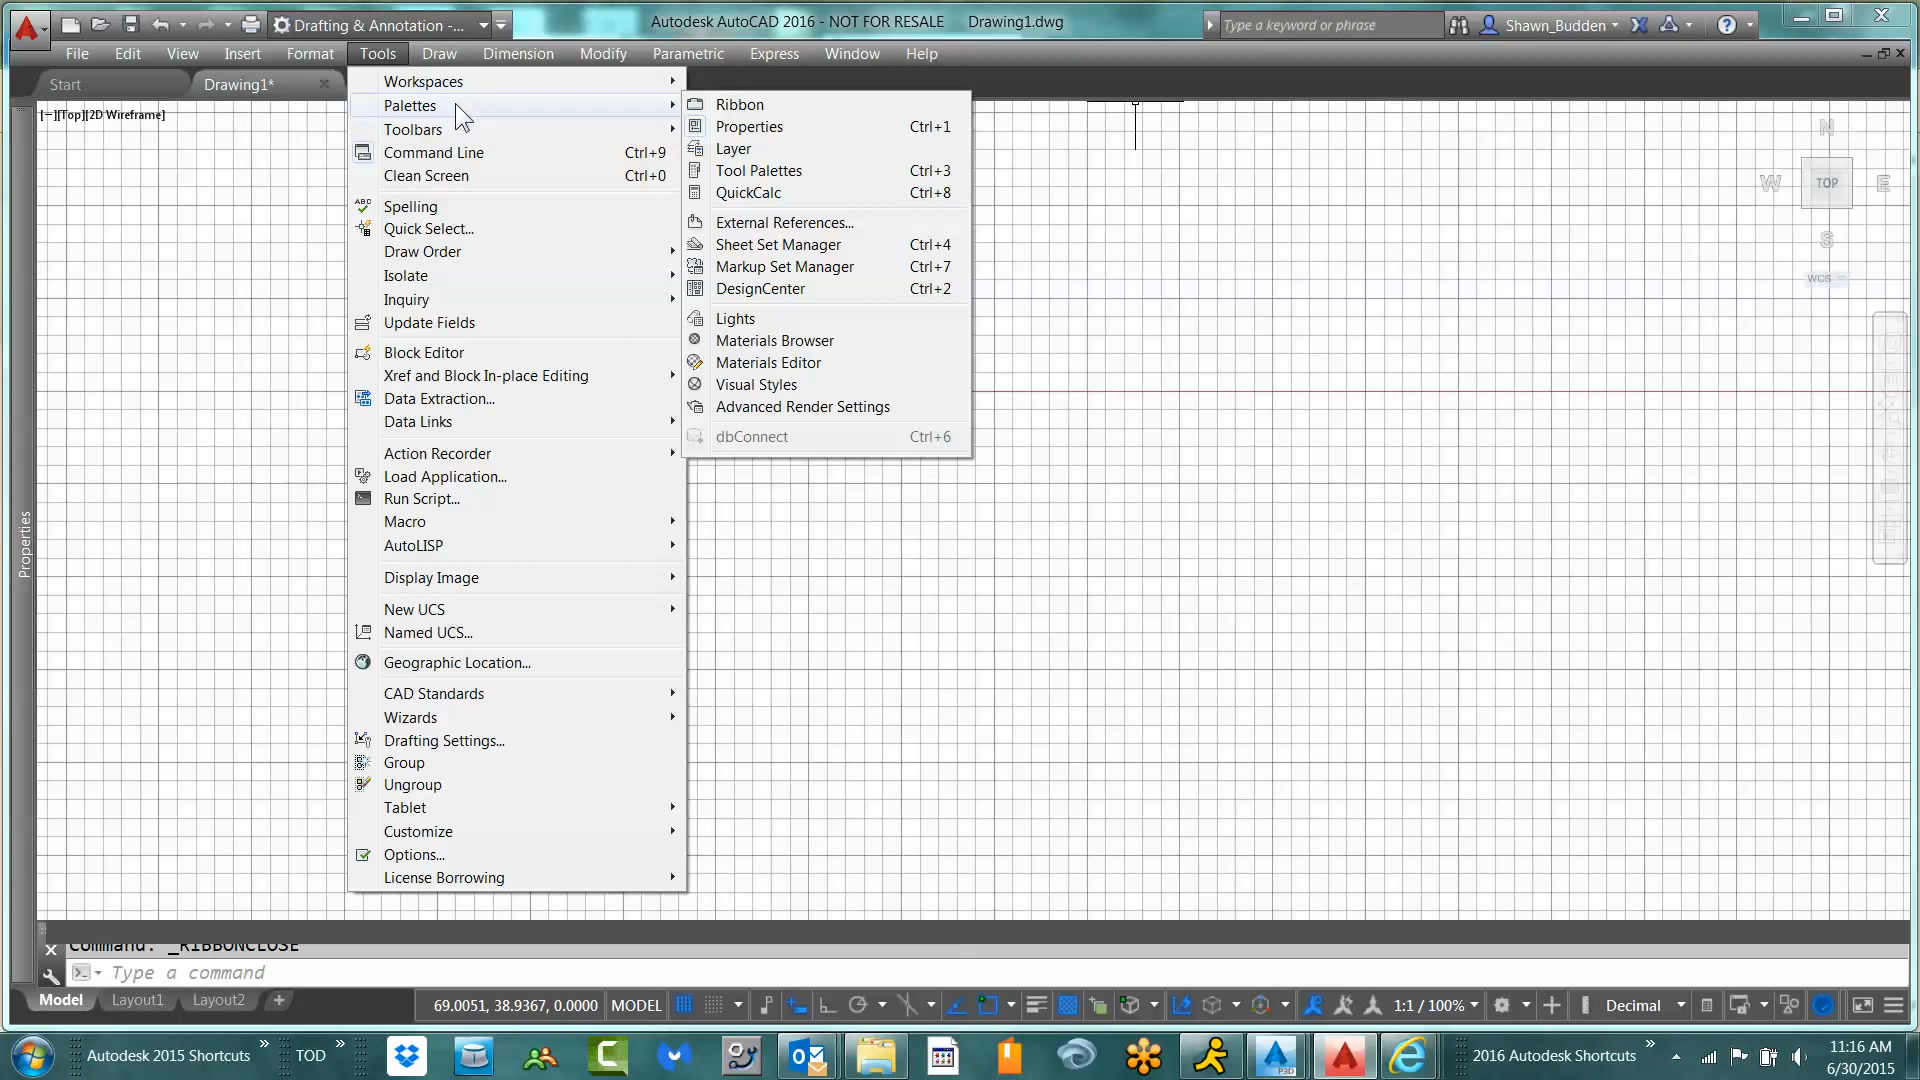 Drafting & Annotation -...
Autodesk AutoCAD 2016 - NOT FOR RESALE Drawing1.dwg
Type a keyword or phrase
Shawn_Budden
File Edit View Insert Format Tools Draw Dimension Modify Parametric Express Window Help
Start
Drawing1*
[−][Top][2D Wireframe]
Workspaces
Palettes
Toolbars
Command Line Ctrl+9
Clean Screen Ctrl+0
ABC
Spelling
Quick Select...
Draw Order
Isolate
Inquiry
Update Fields
Block Editor
Xref and Block In-place Editing
Data Extraction...
Data Links
Action Recorder
Load Application...
Run Script...
Macro
AutoLISP
Display Image
New UCS
Named UCS...
Geographic Location...
CAD Standards
Wizards
Drafting Settings...
Group
Ungroup
Tablet
Customize
Options...
License Borrowing
Ribbon
Properties Ctrl+1
Layer
Tool Palettes Ctrl+3
QuickCalc Ctrl+8
External References...
Sheet Set Manager Ctrl+4
Markup Set Manager Ctrl+7
DesignCenter Ctrl+2
Lights
Materials Browser
Materials Editor
Visual Styles
Advanced Render Settings
dbConnect Ctrl+6
N
W TOP E
S
WCS
Properties
Command: _RIBBONCLOSE
Type a command
Model Layout1 Layout2 +
69.0051, 38.9367, 0.0000 MODEL
1:1 / 100%
Decimal
Autodesk 2015 Shortcuts »
TOD »
P3D
2016 Autodesk Shortcuts »
11:16 AM
6/30/2015